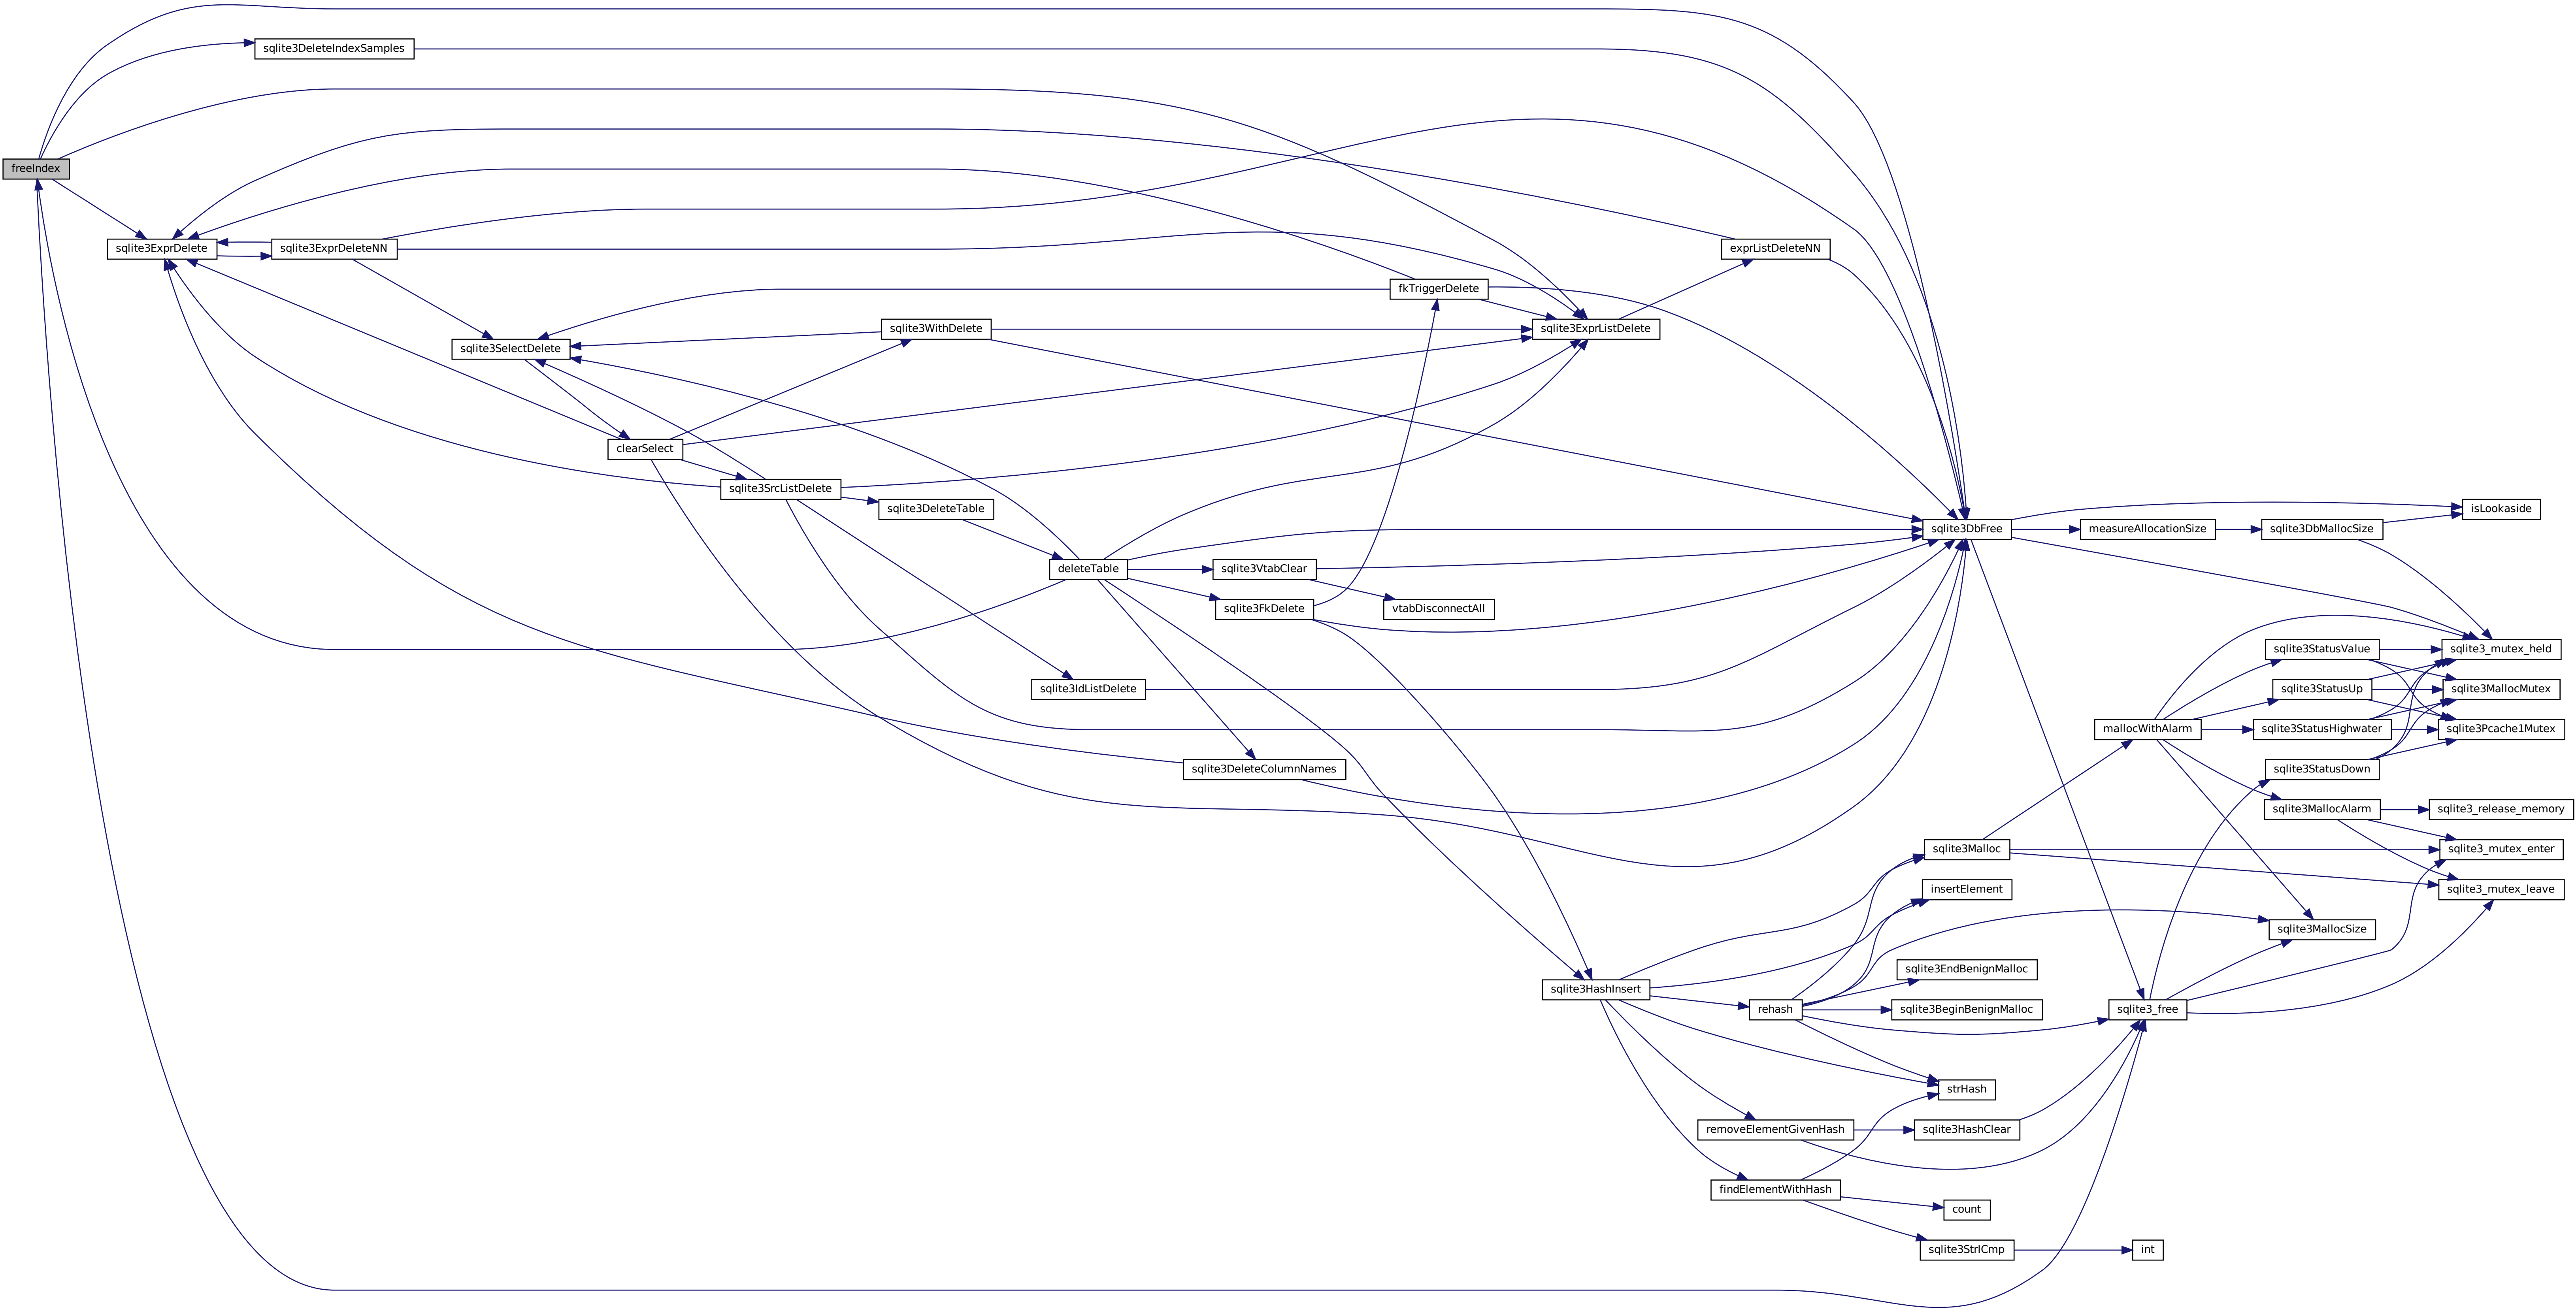 freeIndex
sqlite3DeleteIndexSamples
sqlite3ExprDelete
sqlite3ExprDeleteNN
sqlite3SelectDelete
clearSelect
sqlite3SrcListDelete
sqlite3WithDelete
sqlite3DeleteTable
deleteTable
sqlite3IdListDelete
sqlite3VtabClear
sqlite3FkDelete
sqlite3DeleteColumnNames
vtabDisconnectAll
fkTriggerDelete
sqlite3ExprListDelete
exprListDeleteNN
sqlite3HashInsert
rehash
removeElementGivenHash
findElementWithHash
sqlite3DbFree
sqlite3Malloc
insertElement
sqlite3EndBenignMalloc
sqlite3BeginBenignMalloc
strHash
sqlite3HashClear
count
sqlite3StrICmp
measureAllocationSize
mallocWithAlarm
sqlite3_free
int
sqlite3DbMallocSize
sqlite3StatusValue
sqlite3StatusUp
sqlite3StatusHighwater
sqlite3StatusDown
sqlite3MallocAlarm
sqlite3MallocSize
isLookaside
sqlite3_mutex_held
sqlite3MallocMutex
sqlite3Pcache1Mutex
sqlite3_release_memory
sqlite3_mutex_enter
sqlite3_mutex_leave